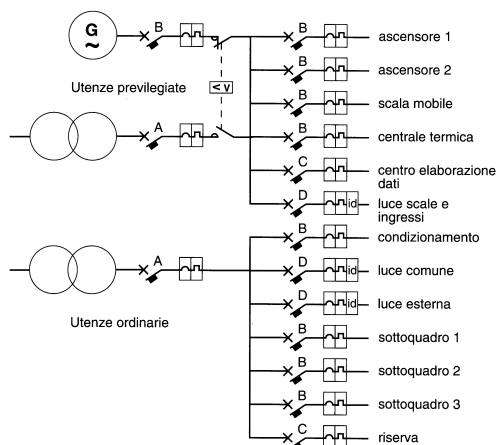 G
~
B
B
ascensore 1
B
ascensore 2
Utenze previlegiate
< v
B
scala mobile
A
B
centrale termica
C
centro elaborazione
dati
D
id
luce scale e
ingressi
B
condizionamento
A
D
id
luce comune
D
id
luce esterna
Utenze ordinarie
B
sottoquadro 1
B
sottoquadro 2
B
sottoquadro 3
C
riserva